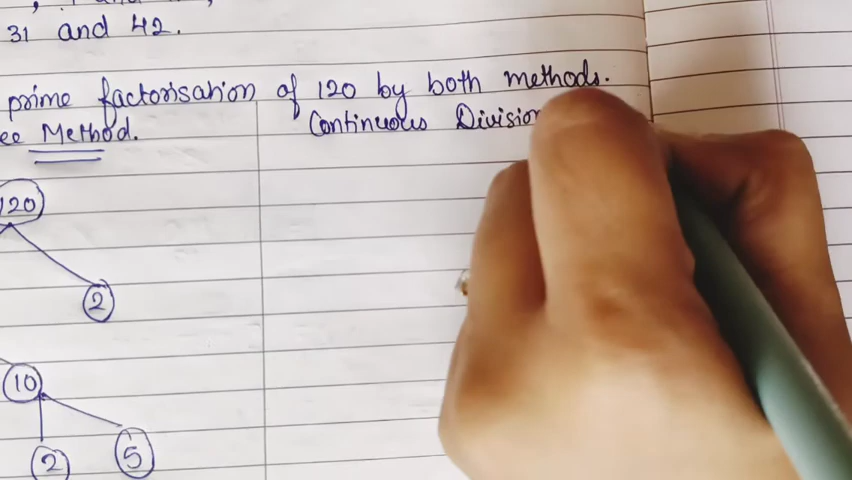 31 and 42.
prime factorisation of 120 by both methods.
Method.
Continuous Division
120
2
10
2
5